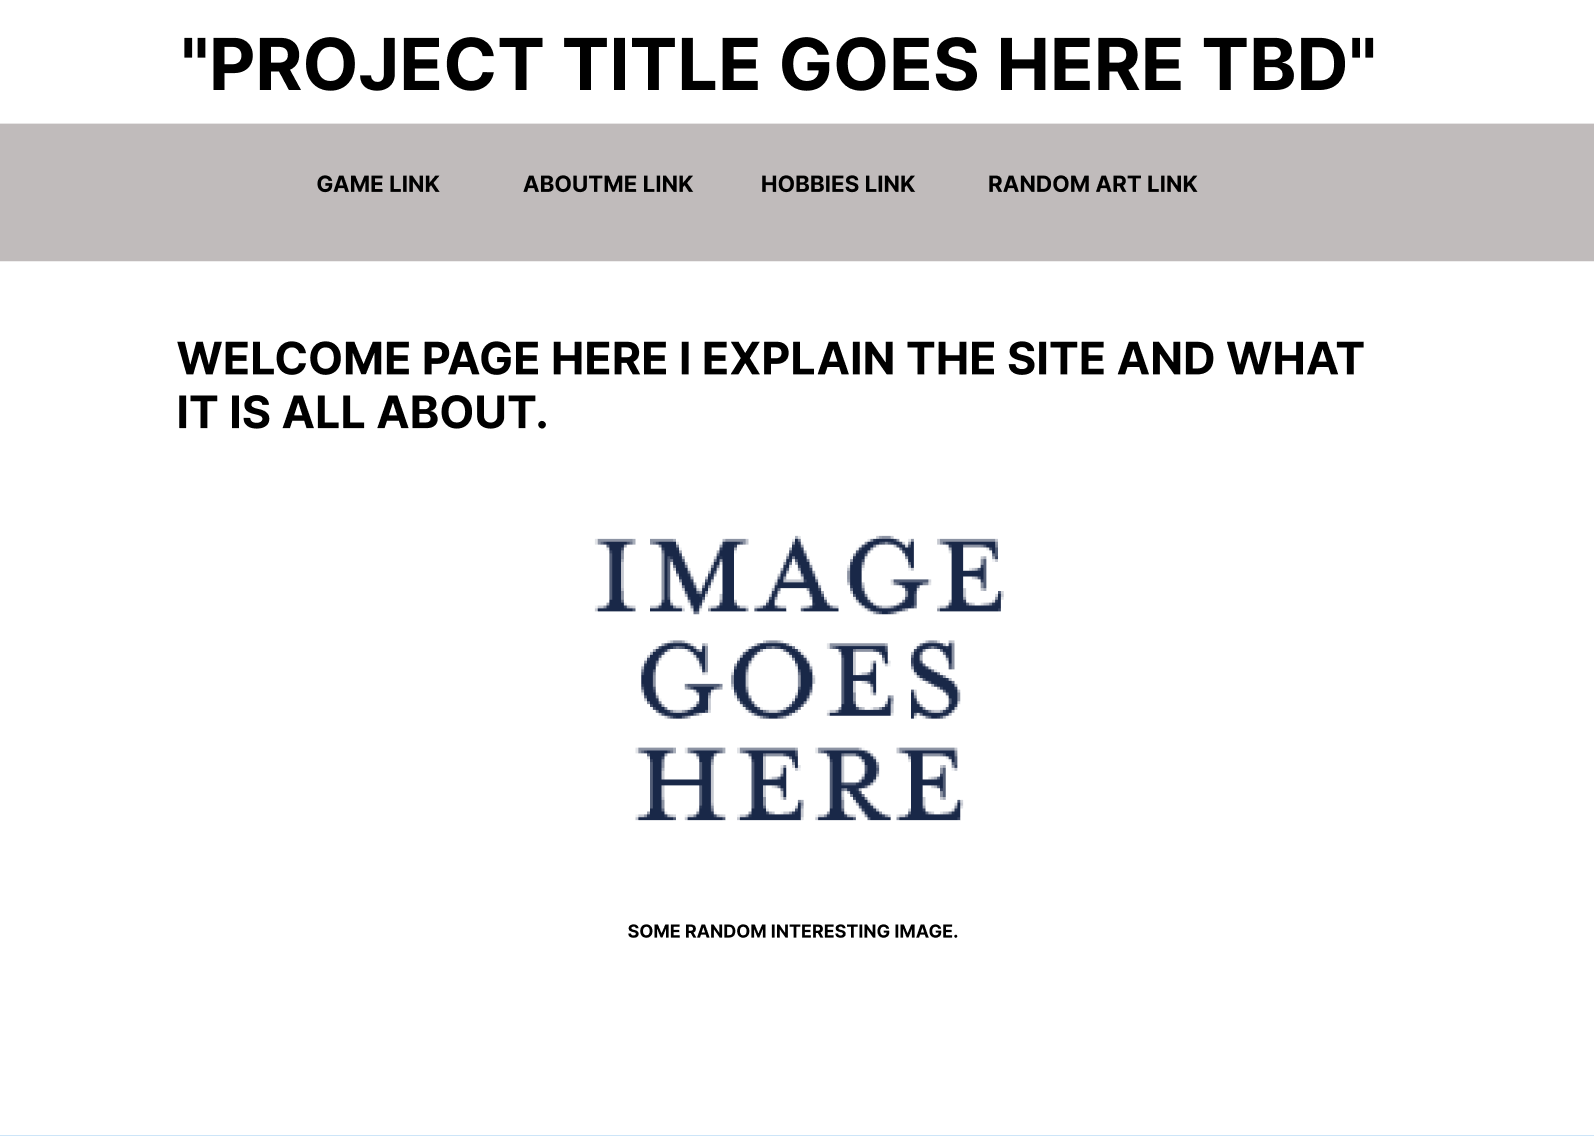 "PROJECT TITLE GOES HERE TBD"
GAME LINK ABOUTME LINK HOBBIES LINK RANDOM ART LINK
WELCOME PAGE HERE I EXPLAIN THE SITE AND WHAT
IT IS ALL ABOUT.
IMAGE
GOES
HERE
SOME RANDOM INTERESTING IMAGE.